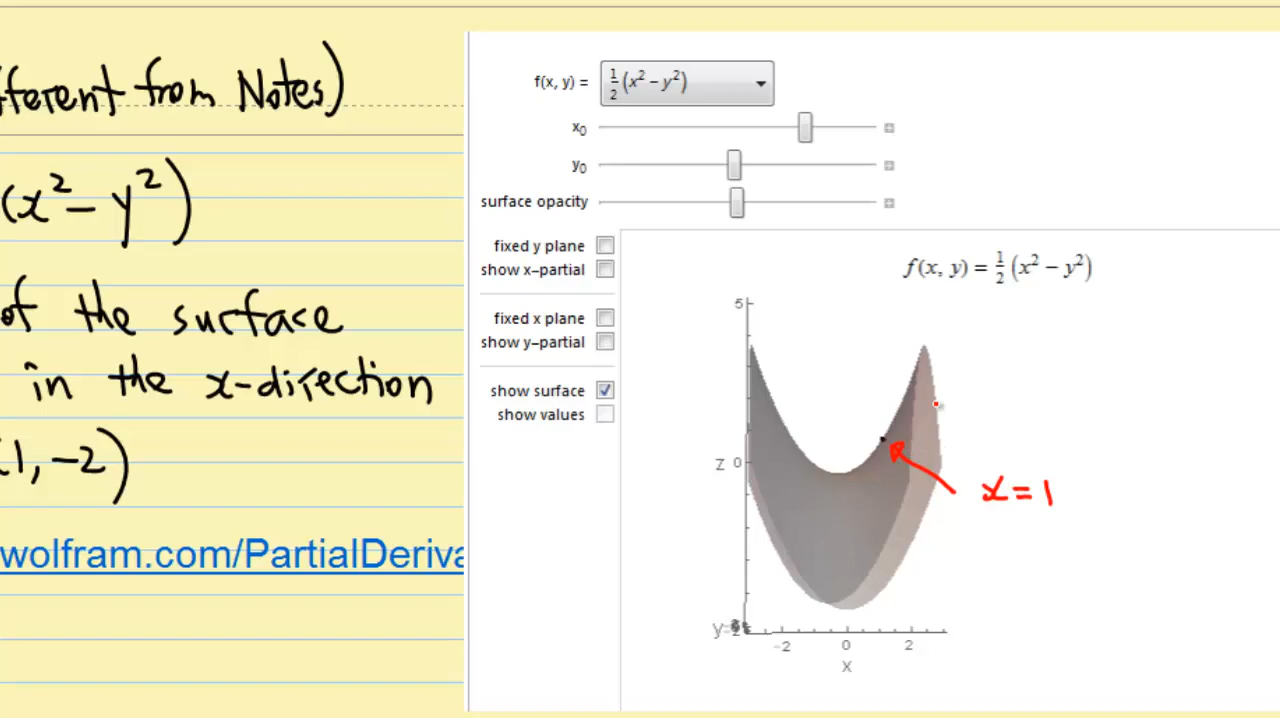 fferent from Notes)
(x² − y²)
of the surface
in the x-direction
(1, −2)
wolfram.com/PartialDeriva
f(x, y) = ½(x² − y²)
x₀
y₀
surface opacity
fixed y plane
show x−partial
fixed x plane
show y−partial
show surface
show values
f(x, y) = ½(x² − y²)
5
z 0
x = 1
−2 0 2
x